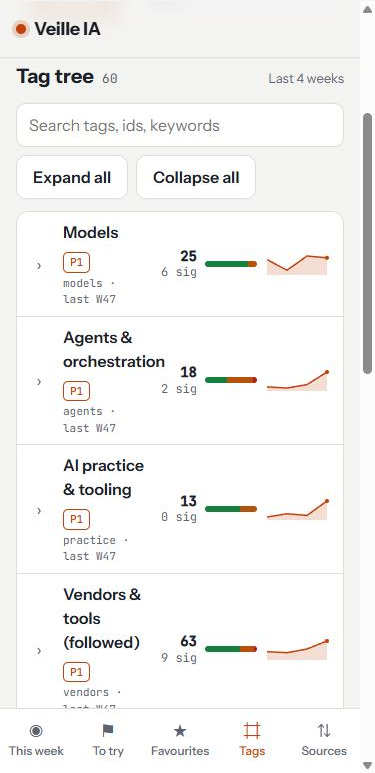 Veille IA
Tag tree 60 Last 4 weeks
Search tags, ids, keywords
Expand all Collapse all
Models
P1
models ·
last W47
25
6 sig
Agents &
orchestration
P1
agents ·
last W47
18
2 sig
AI practice
& tooling
P1
practice ·
last W47
13
0 sig
Vendors &
tools
(followed)
P1
vendors ·
last W47
63
9 sig
This week To try Favourites Tags Sources